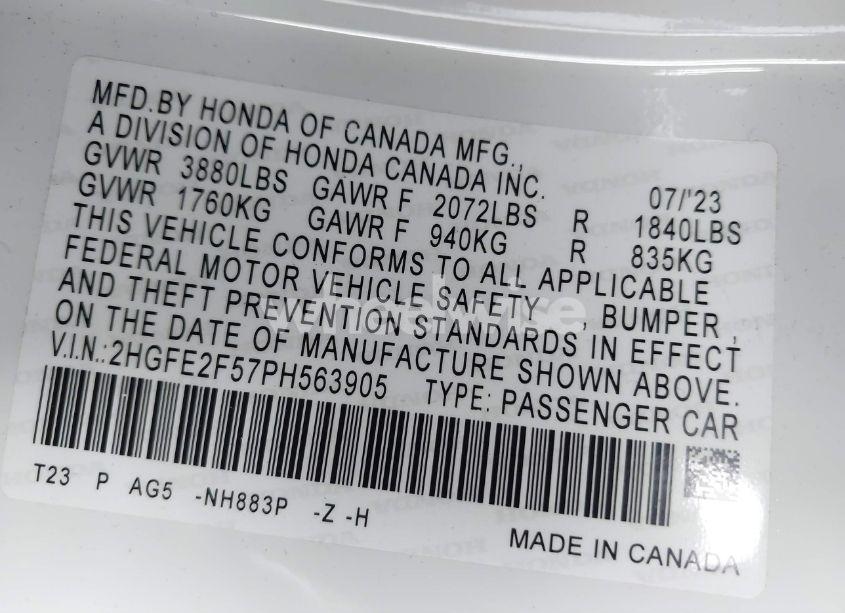 MFD.BY HONDA OF CANADA MFG.,
A DIVISION OF HONDA CANADA INC. 07/'23
GVWR 3880LBS GAWR F 2072LBS R 1840LBS
GVWR 1760KG GAWR F 940KG R 835KG
THIS VEHICLE CONFORMS TO ALL APPLICABLE
FEDERAL MOTOR VEHICLE SAFETY , BUMPER ,
AND THEFT PREVENTION STANDARDS IN EFFECT
ON THE DATE OF MANUFACTURE SHOWN ABOVE.
V.I.N.:2HGFE2F57PH563905 TYPE: PASSENGER CAR
T23 P AG5 -NH883P -Z -H
MADE IN CANADA
wheelwise